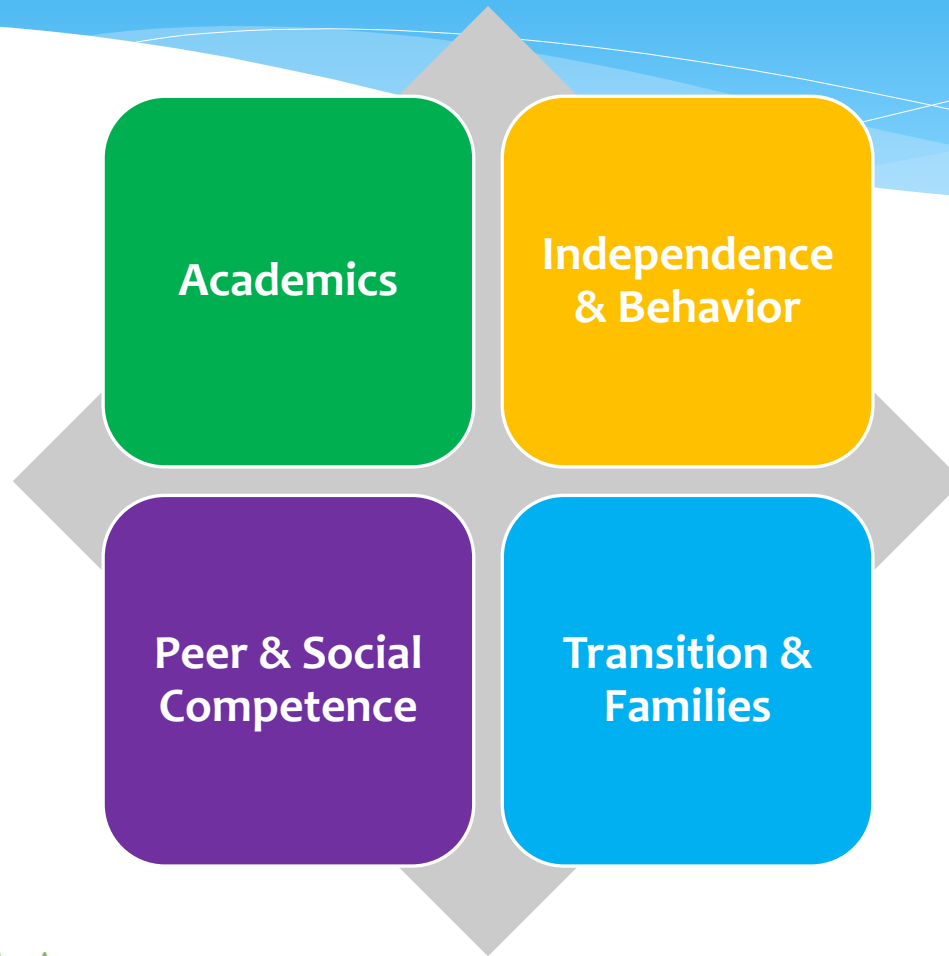 Academics
Independence
& Behavior
Peer & Social
Competence
Transition &
Families